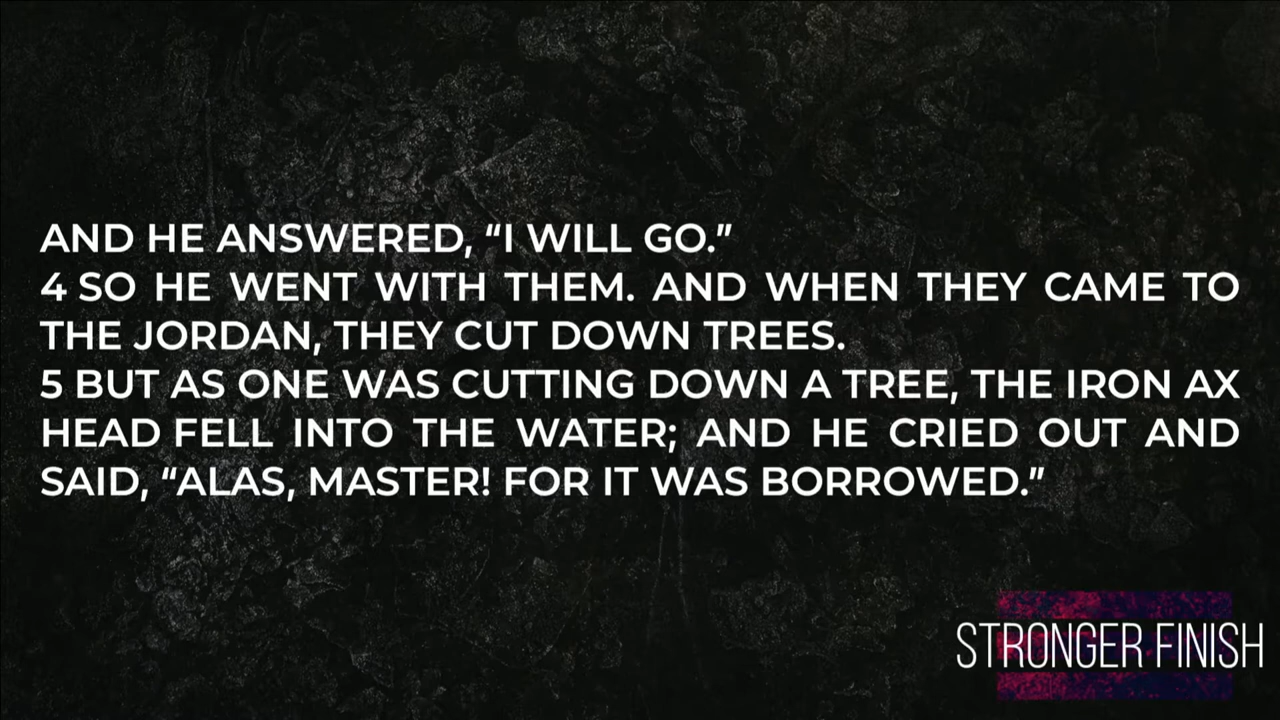 AND HE ANSWERED, “I WILL GO.”
4 SO HE WENT WITH THEM. AND WHEN THEY CAME TO
THE JORDAN, THEY CUT DOWN TREES.
5 BUT AS ONE WAS CUTTING DOWN A TREE, THE IRON AX
HEAD FELL INTO THE WATER; AND HE CRIED OUT AND
SAID, “ALAS, MASTER! FOR IT WAS BORROWED.”
STRONGER FINISH